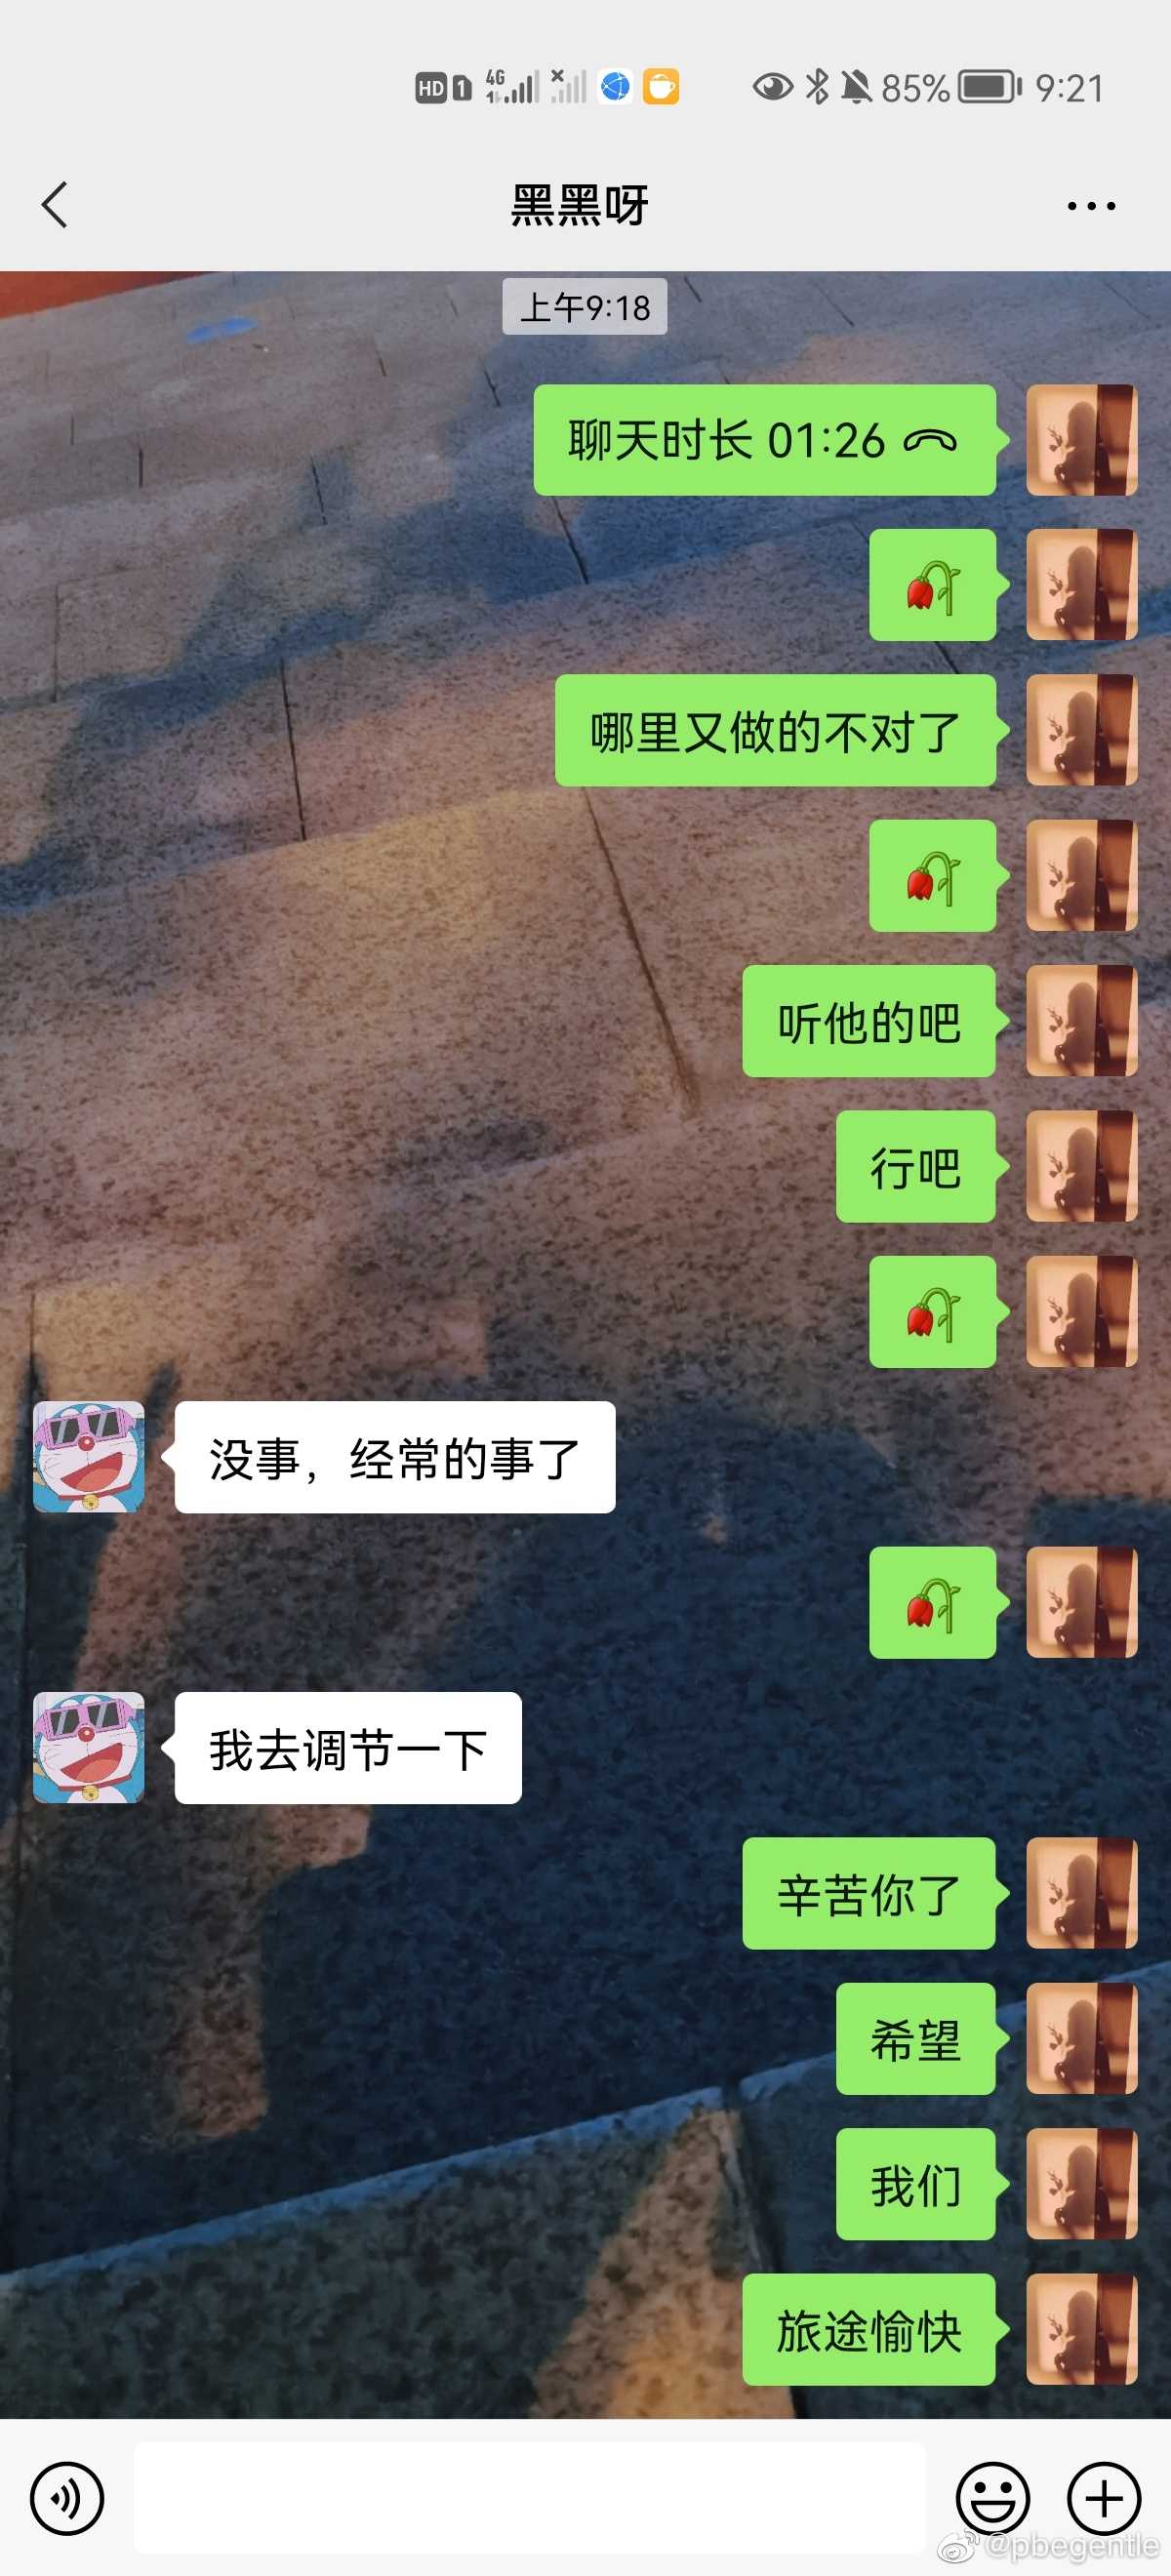 HD 1 4G 85% 9:21
黑黑呀
上午9:18
聊天时长 01:26
哪里又做的不对了
听他的吧
行吧
没事，经常的事了
我去调节一下
辛苦你了
希望
我们
旅途愉快
@pbegentle